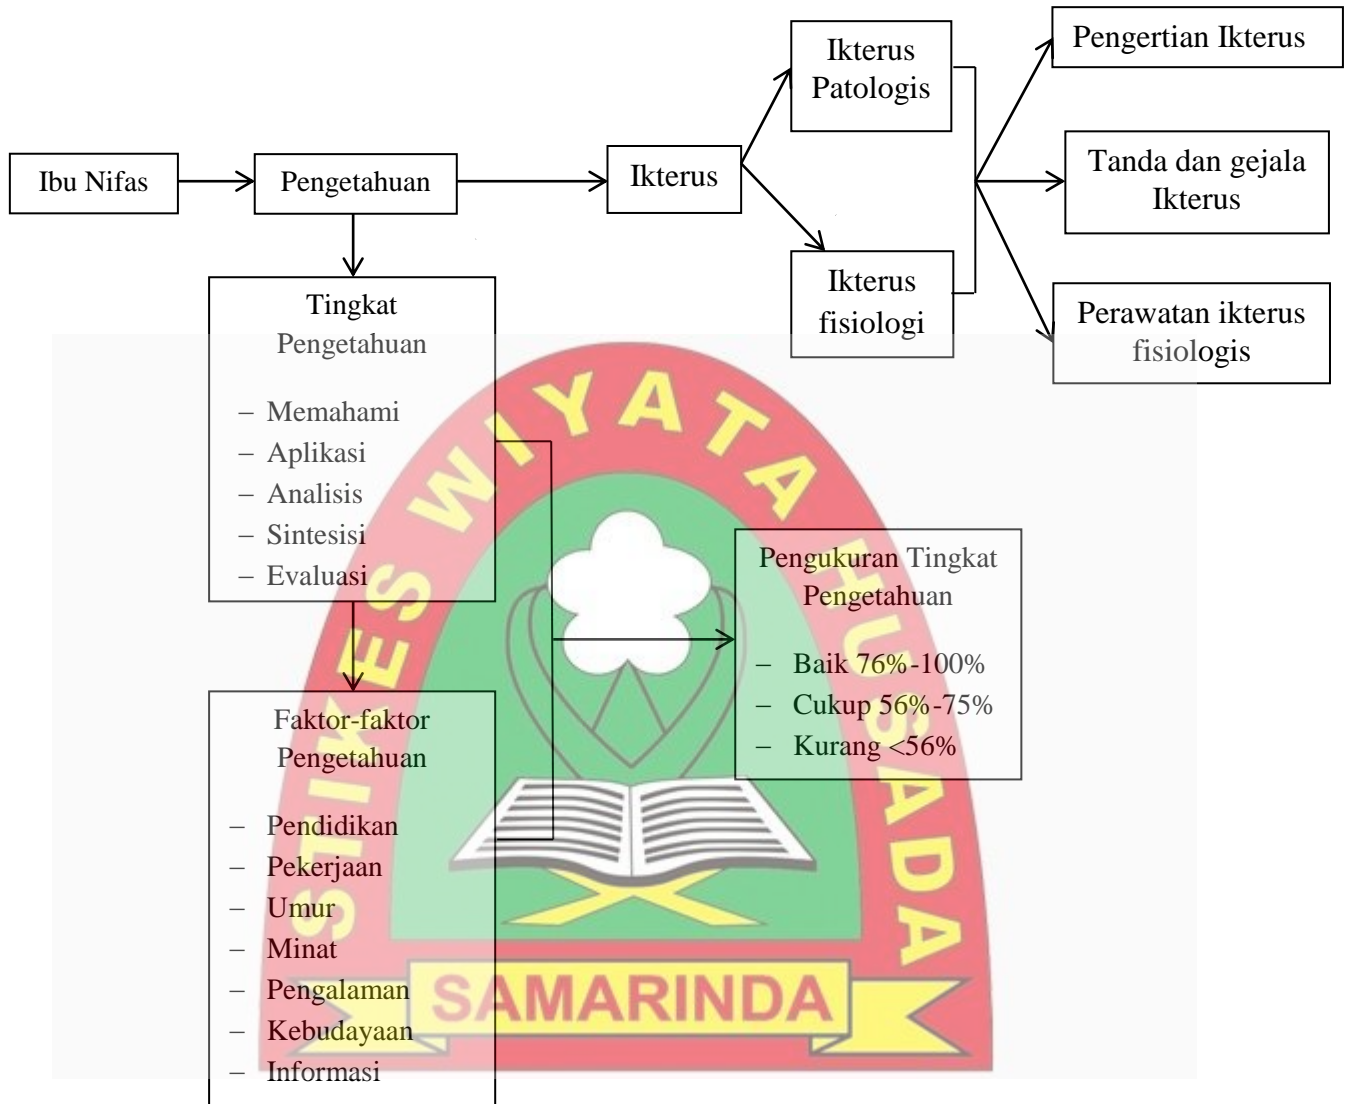 Ibu Nifas
Pengetahuan
Ikterus
Ikterus
Patologis
Ikterus
fisiologi
Pengertian Ikterus
Tanda dan gejala
Ikterus
Perawatan ikterus
fisiologis
Tingkat
Pengetahuan
– Memahami
– Aplikasi
– Analisis
– Sintesisi
– Evaluasi
Faktor-faktor
Pengetahuan
– Pendidikan
– Pekerjaan
– Umur
– Minat
– Pengalaman
– Kebudayaan
– Informasi
Pengukuran Tingkat
Pengetahuan
– Baik 76%-100%
– Cukup 56%-75%
– Kurang <56%
STIKES WIYATA HUSADA
SAMARINDA